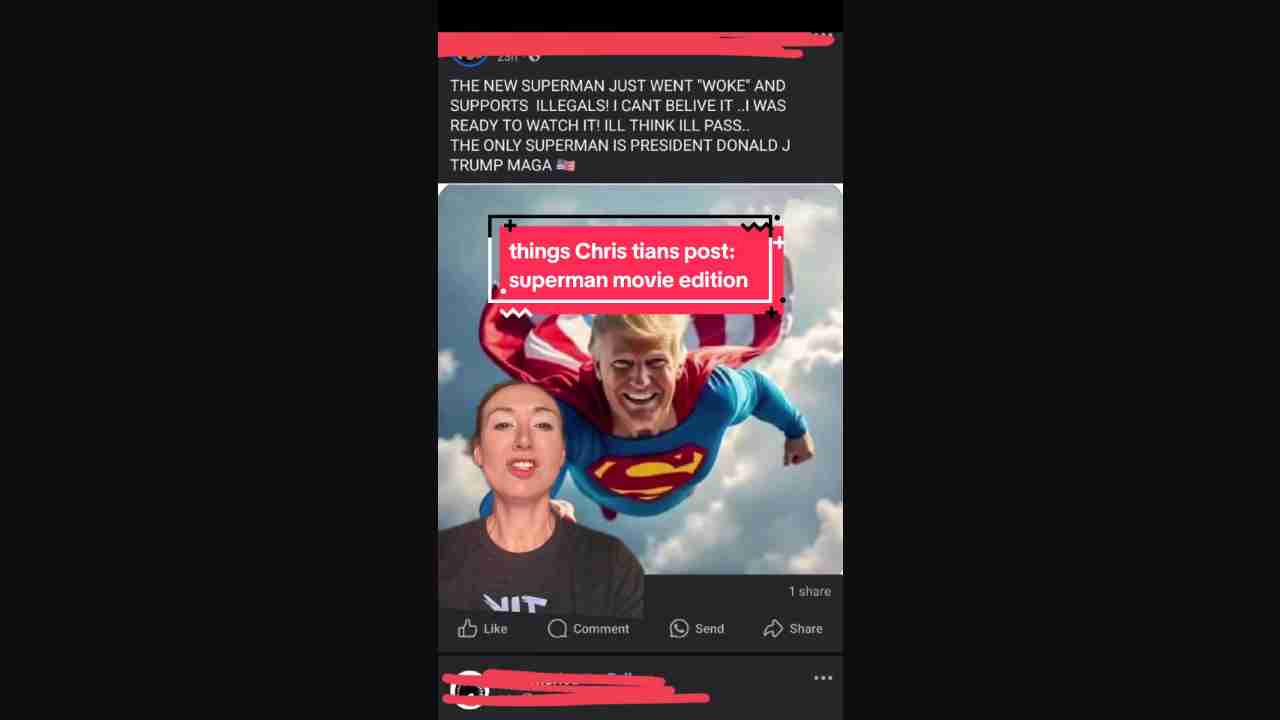 23h
THE NEW SUPERMAN JUST WENT "WOKE" AND
SUPPORTS ILLEGALS! I CANT BELIVE IT ..I WAS
READY TO WATCH IT! ILL THINK ILL PASS..
THE ONLY SUPERMAN IS PRESIDENT DONALD J
TRUMP MAGA 🇺🇸
things Chris tians post:
superman movie edition
S
1 share
Like Comment Send Share